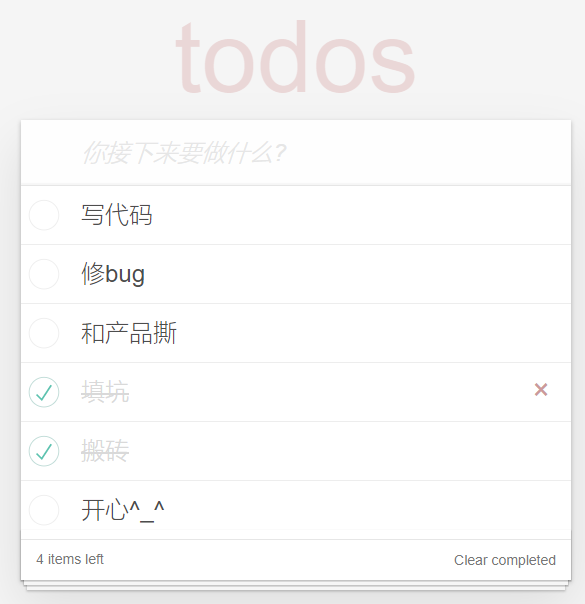 todos
你接下来要做什么?
写代码
修bug
和产品撕
填坑
搬砖
开心^_^
4 items left
Clear completed